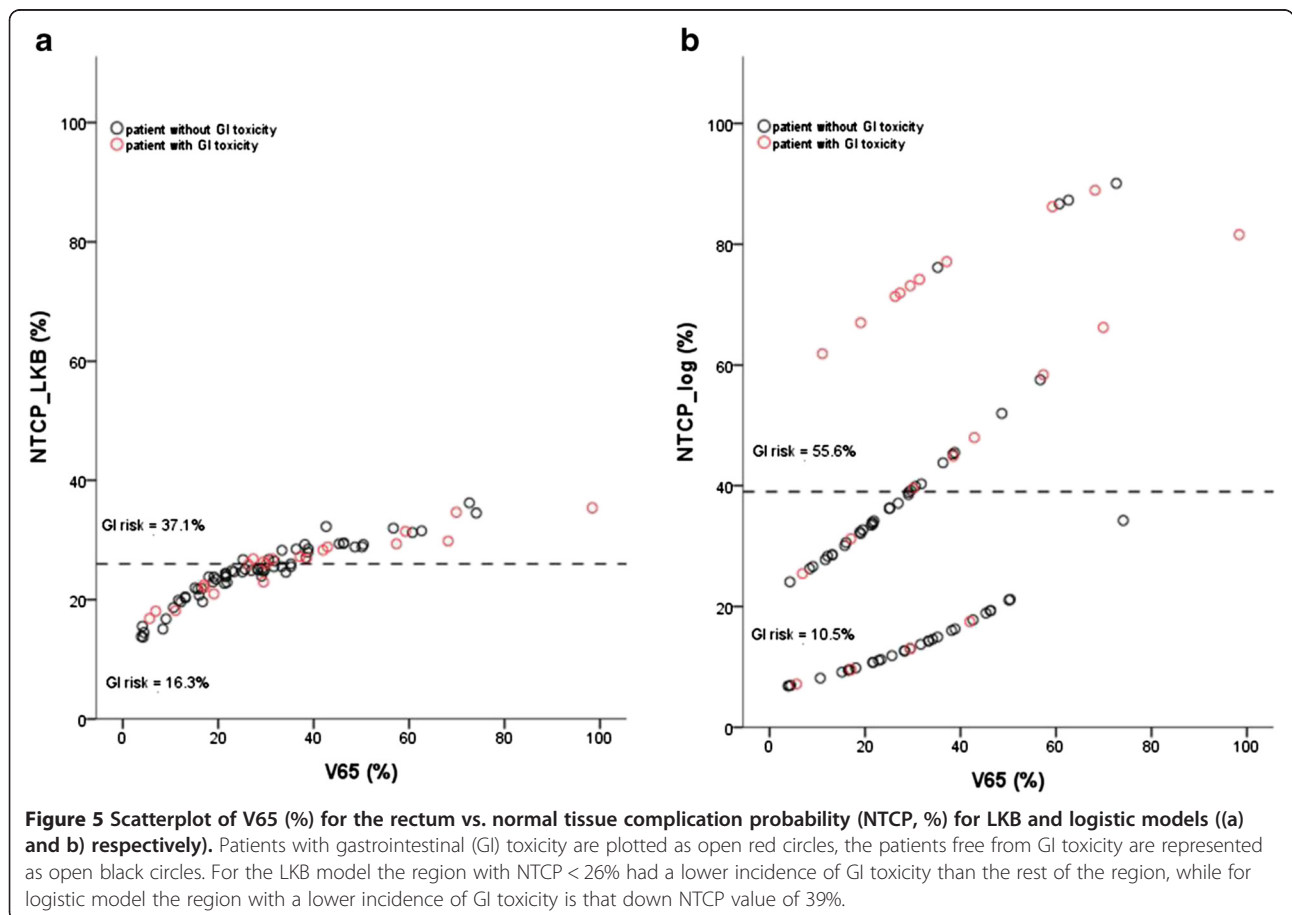 a
100
80
60
40
20
0
NTCP_LKB (%)
patient without GI toxicity
patient with GI toxicity
GI risk = 37.1%
GI risk = 16.3%
0 20 40 60 80 100
V65 (%)
b
100
80
60
40
20
0
NTCP_log (%)
patient without GI toxicity
patient with GI toxicity
GI risk = 55.6%
GI risk = 10.5%
0 20 40 60 80 100
V65 (%)
Figure 5 Scatterplot of V65 (%) for the rectum vs. normal tissue complication probability (NTCP, %) for LKB and logistic models ((a)
and b) respectively). Patients with gastrointestinal (GI) toxicity are plotted as open red circles, the patients free from GI toxicity are represented
as open black circles. For the LKB model the region with NTCP < 26% had a lower incidence of GI toxicity than the rest of the region, while for
logistic model the region with a lower incidence of GI toxicity is that down NTCP value of 39%.